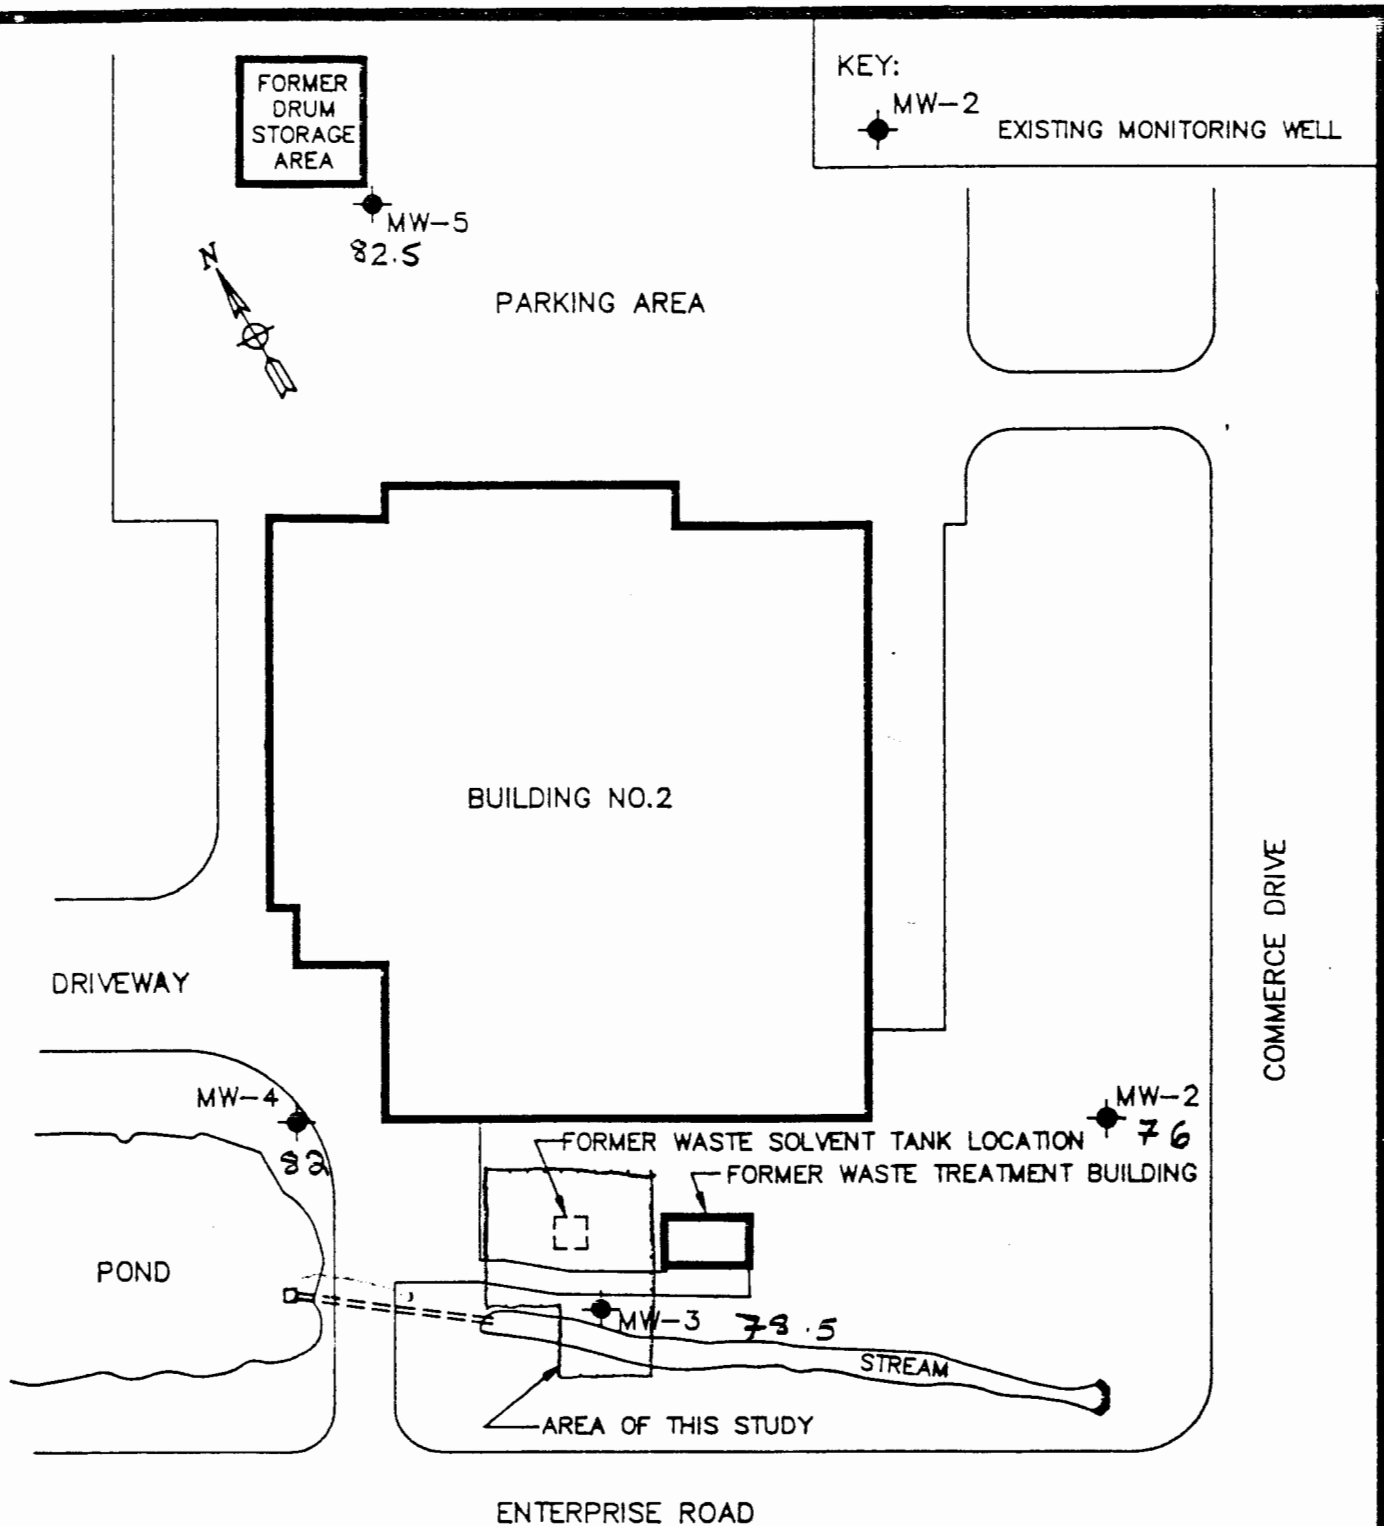 KEY:
MW-2
EXISTING MONITORING WELL
FORMER
DRUM
STORAGE
AREA
MW-5
82.5
N
PARKING AREA
BUILDING NO.2
COMMERCE DRIVE
DRIVEWAY
MW-4
82
MW-2
76
FORMER WASTE SOLVENT TANK LOCATION
FORMER WASTE TREATMENT BUILDING
POND
MW-3
78.5
STREAM
AREA OF THIS STUDY
ENTERPRISE ROAD